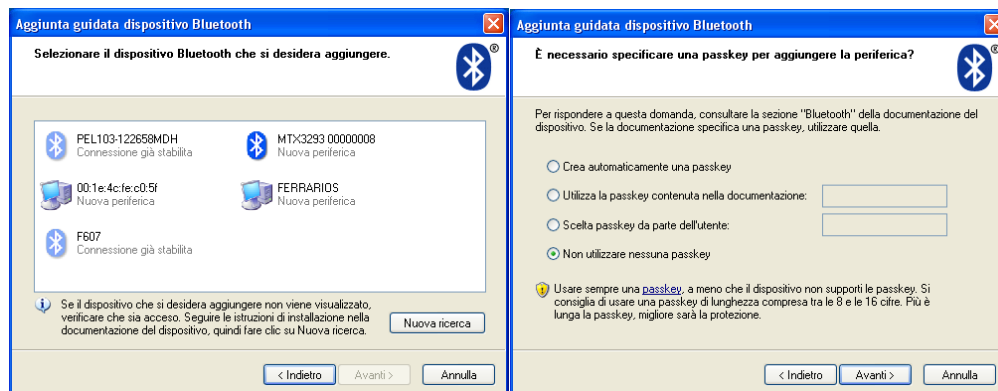 Aggiunta guidata dispositivo Bluetooth
Selezionare il dispositivo Bluetooth che si desidera aggiungere.
®
PEL103-122658MDH
Connessione già stabilita
MTX3293 00000008
Nuova periferica
00:1e:4c:fe:c0:5f
Nuova periferica
FERRARIOS
Nuova periferica
F607
Connessione già stabilita
Se il dispositivo che si desidera aggiungere non viene visualizzato,
verificare che sia acceso. Seguire le istruzioni di installazione nella
documentazione del dispositivo, quindi fare clic su Nuova ricerca.
Nuova ricerca
< Indietro
Avanti >
Annulla
Aggiunta guidata dispositivo Bluetooth
È necessario specificare una passkey per aggiungere la periferica?
®
Per rispondere a questa domanda, consultare la sezione "Bluetooth" della documentazione del
dispositivo. Se la documentazione specifica una passkey, utilizzare quella.
Crea automaticamente una passkey
Utilizza la passkey contenuta nella documentazione:
Scelta passkey da parte dell'utente:
Non utilizzare nessuna passkey
Usare sempre una passkey, a meno che il dispositivo non supporti le passkey. Si
consiglia di usare una passkey di lunghezza compresa tra le 8 e le 16 cifre. Più è
lunga la passkey, migliore sarà la protezione.
< Indietro
Avanti >
Annulla